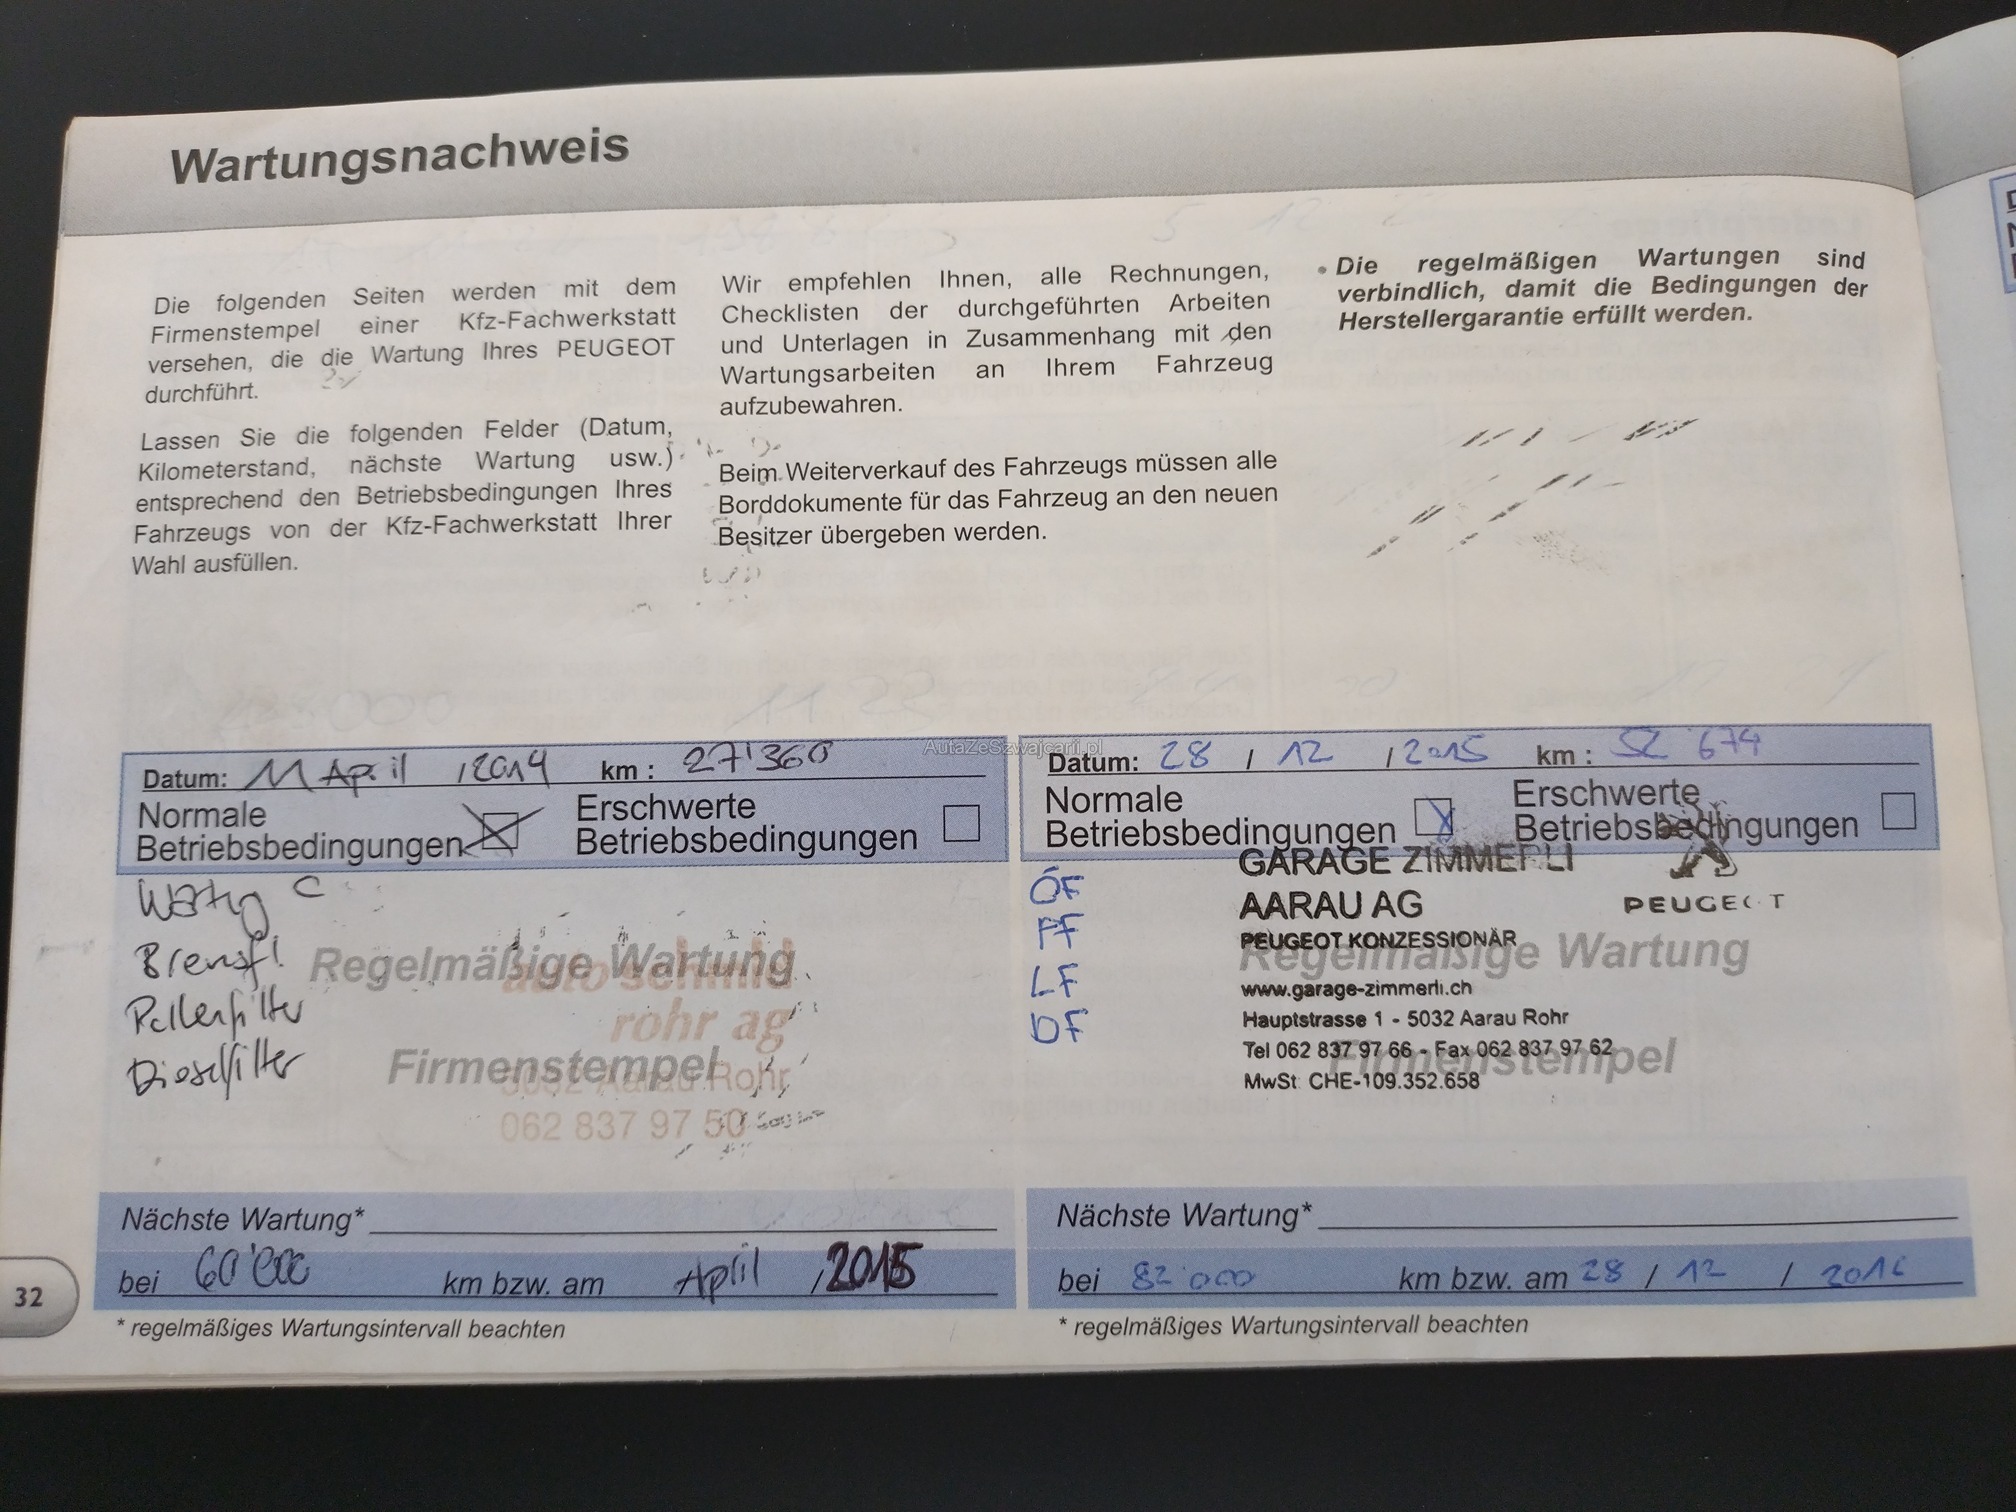 Wartungsnachweis
Die folgenden Seiten werden mit dem
Firmenstempel einer Kfz-Fachwerkstatt
versehen, die die Wartung Ihres PEUGEOT
durchführt.
Lassen Sie die folgenden Felder (Datum,
Kilometerstand, nächste Wartung usw.)
entsprechend den Betriebsbedingungen Ihres
Fahrzeugs von der Kfz-Fachwerkstatt Ihrer
Wahl ausfüllen.
Wir empfehlen Ihnen, alle Rechnungen,
Checklisten der durchgeführten Arbeiten
und Unterlagen in Zusammenhang mit den
Wartungsarbeiten an Ihrem Fahrzeug
aufzubewahren.
Beim Weiterverkauf des Fahrzeugs müssen alle
Borddokumente für das Fahrzeug an den neuen
Besitzer übergeben werden.
• Die regelmäßigen Wartungen sind
verbindlich, damit die Bedingungen der
Herstellergarantie erfüllt werden.
AutaZeSzwajcarii.pl
Datum: 11 April /2014 km : 27'360
Normale
Betriebsbedingungen
Erschwerte
Betriebsbedingungen
C
Pollenfilter
Dieselfilter
Regelmäßige Wartung
auto schmid
rohr ag
Firmenstempel
5032 Aarau Rohr
062 837 97 50
Nächste Wartung*
bei 60'000 km bzw. am April /2015
* regelmäßiges Wartungsintervall beachten
Datum: 28 / 12 /2015 km : 52'674
Normale
Betriebsbedingungen
Erschwerte
Betriebsbedingungen
ÖF
PF
LF
DF
GARAGE ZIMMERLI
AARAU AG
PEUGEOT
PEUGEOT KONZESSIONÄR
Regelmäßige Wartung
www.garage-zimmerli.ch
Hauptstrasse 1 - 5032 Aarau Rohr
Tel 062 837 97 66 - Fax 062 837 97 62
Firmenstempel
MwSt. CHE-109.352.658
Nächste Wartung*
bei 82'000 km bzw. am 28 / 12 / 2016
* regelmäßiges Wartungsintervall beachten
32